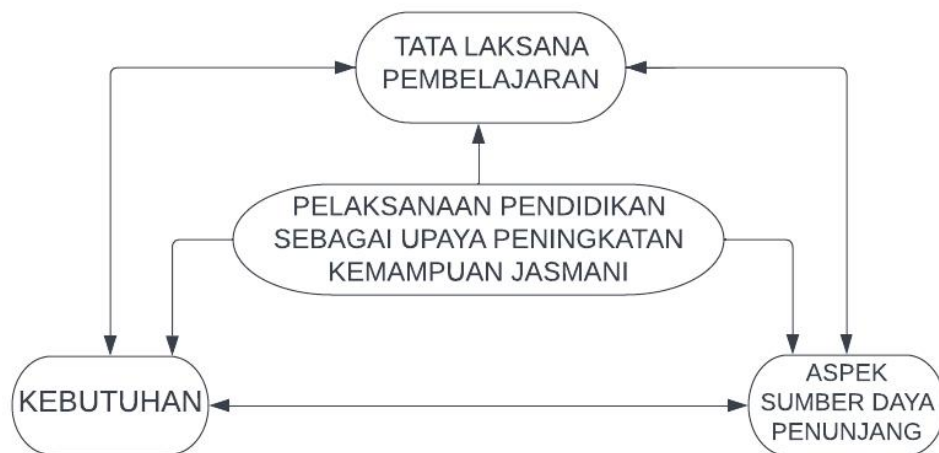 TATA LAKSANA
PEMBELAJARAN
PELAKSANAAN PENDIDIKAN
SEBAGAI UPAYA PENINGKATAN
KEMAMPUAN JASMANI
KEBUTUHAN
ASPEK
SUMBER DAYA
PENUNJANG